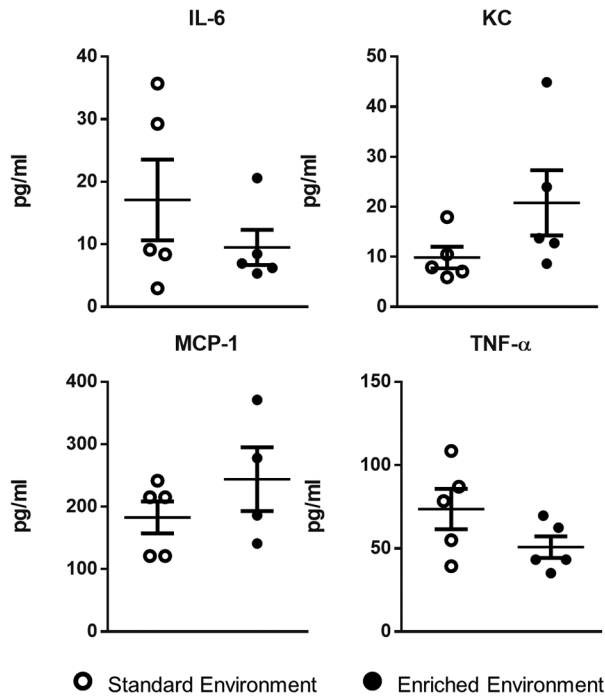 IL-6
40
30
20
10
0
pg/ml
KC
50
40
30
20
10
0
pg/ml
MCP-1
400
300
200
100
0
pg/ml
TNF-α
150
100
50
0
pg/ml
Standard Environment
Enriched Environment